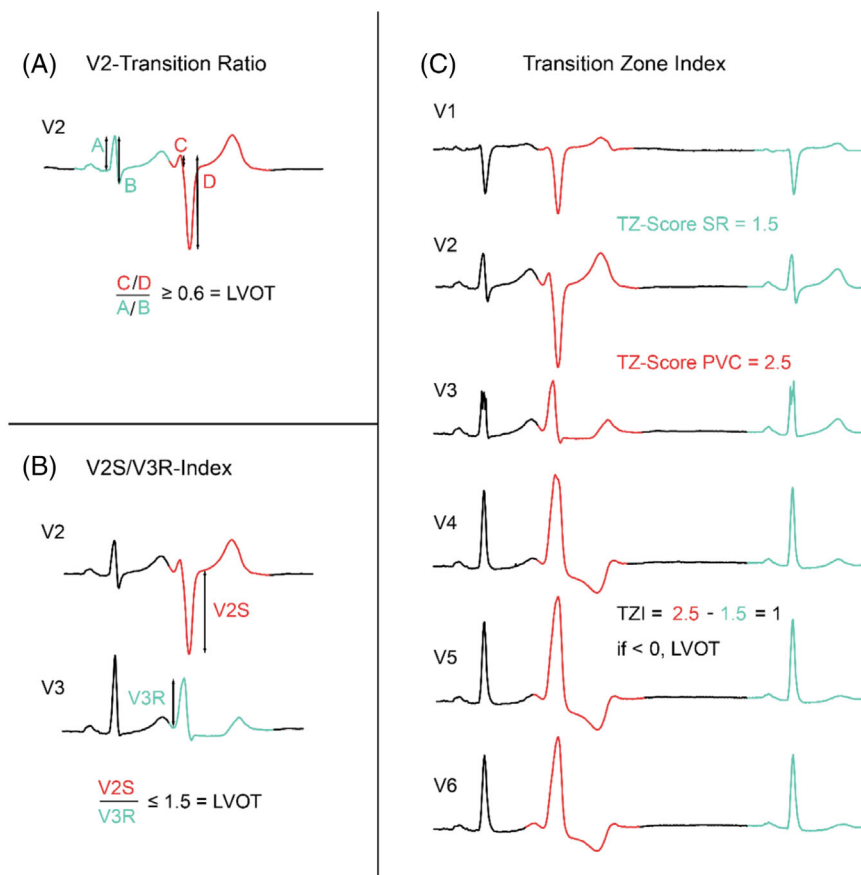 (A) V2-Transition Ratio
V2
A
B
C
D
C/D
A/B
≥ 0.6 = LVOT
(B) V2S/V3R-Index
V2
V2S
V3
V3R
V2S
V3R
≤ 1.5 = LVOT
(C) Transition Zone Index
V1
TZ-Score SR = 1.5
V2
TZ-Score PVC = 2.5
V3
V4
TZI = 2.5 - 1.5 = 1
if < 0, LVOT
V5
V6